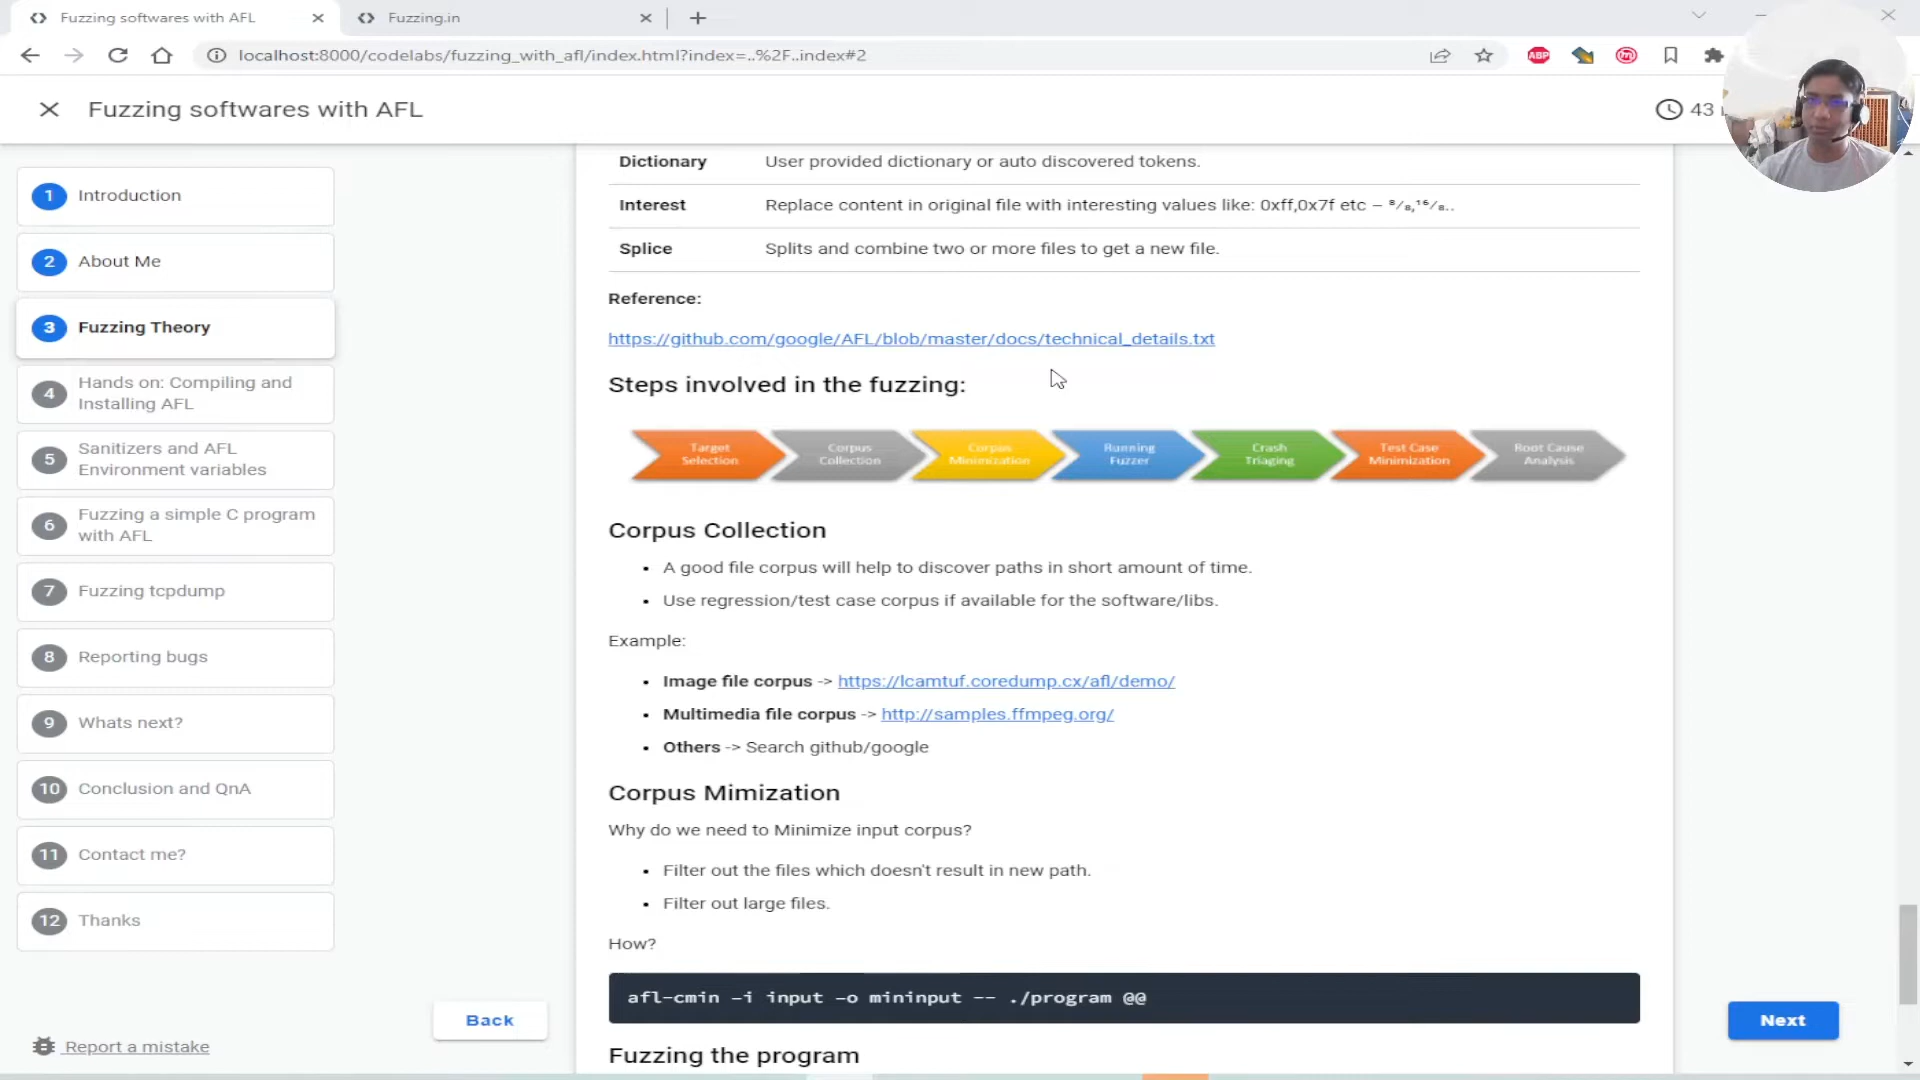 Fuzzing softwares with AFL
Fuzzing.in
localhost:8000/codelabs/fuzzing_with_afl/index.html?index=..%2F..index#2
ABP
Fuzzing softwares with AFL
43
1 Introduction
2 About Me
3 Fuzzing Theory
4 Hands on: Compiling and
Installing AFL
5 Sanitizers and AFL
Environment variables
6 Fuzzing a simple C program
with AFL
7 Fuzzing tcpdump
8 Reporting bugs
9 Whats next?
10 Conclusion and QnA
11 Contact me?
12 Thanks
Report a mistake
Dictionary User provided dictionary or auto discovered tokens.
Interest Replace content in original file with interesting values like: 0xff,0x7f etc – ⁸/₈,¹⁶/₈..
Splice Splits and combine two or more files to get a new file.
Reference:
https://github.com/google/AFL/blob/master/docs/technical_details.txt
Steps involved in the fuzzing:
Target
Selection
Corpus
Collection
Corpus
Minimization
Running
Fuzzer
Crash
Triaging
Test Case
Minimization
Root Cause
Analysis
Corpus Collection
• A good file corpus will help to discover paths in short amount of time.
• Use regression/test case corpus if available for the software/libs.
Example:
• Image file corpus -> https://lcamtuf.coredump.cx/afl/demo/
• Multimedia file corpus -> http://samples.ffmpeg.org/
• Others -> Search github/google
Corpus Mimization
Why do we need to Minimize input corpus?
• Filter out the files which doesn't result in new path.
• Filter out large files.
How?
afl-cmin -i input -o mininput -- ./program @@
Fuzzing the program
Back
Next